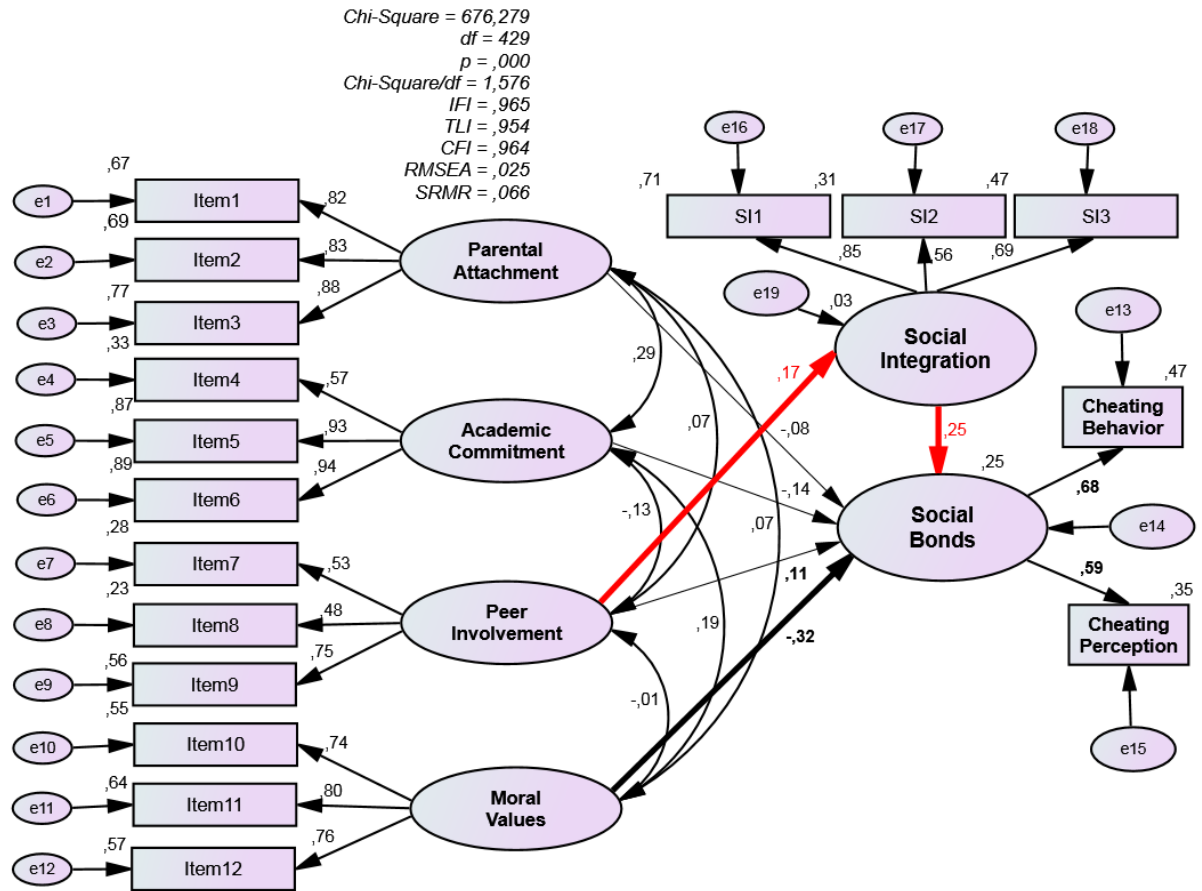 Chi-Square = 676,279
df = 429
p = ,000
Chi-Square/df = 1,576
IFI = ,965
TLI = ,954
CFI = ,964
RMSEA = ,025
SRMR = ,066
e1
,67
Item1
,82
e2
,69
Item2
,83
e3
,77
Item3
,88
Parental
Attachment
e4
,33
Item4
,57
e5
,87
Item5
,93
e6
,89
Item6
,94
Academic
Commitment
e7
,28
Item7
,53
e8
,23
Item8
,48
e9
,56
Item9
,75
Peer
Involvement
e10
,55
Item10
,74
e11
,64
Item11
,80
e12
,57
Item12
,76
Moral
Values
,29
,07
-,13
,07
,19
-,01
,17
-,08
-,14
,11
-,32
e16
e17
e18
,71
SI1
,31
SI2
,47
SI3
,85
,56
,69
e19
,03
Social
Integration
,25
,25
Social
Bonds
e13
,47
Cheating
Behavior
,68
e14
,59
,35
Cheating
Perception
e15